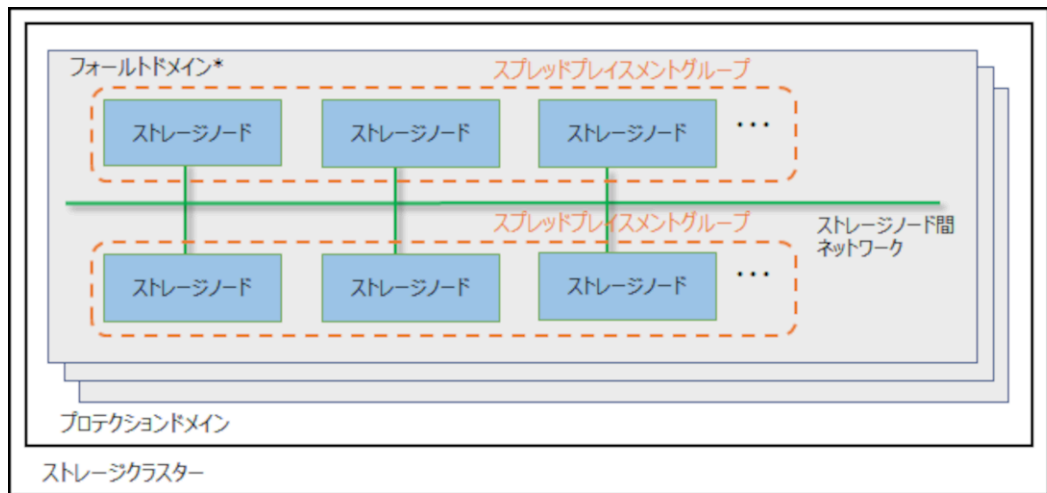 フォールトドメイン*
スプレッドプレイスメントグループ
ストレージノード
ストレージノード
ストレージノード
・・・
スプレッドプレイスメントグループ
ストレージノード間
ネットワーク
ストレージノード
ストレージノード
ストレージノード
・・・
プロテクションドメイン
ストレージクラスター